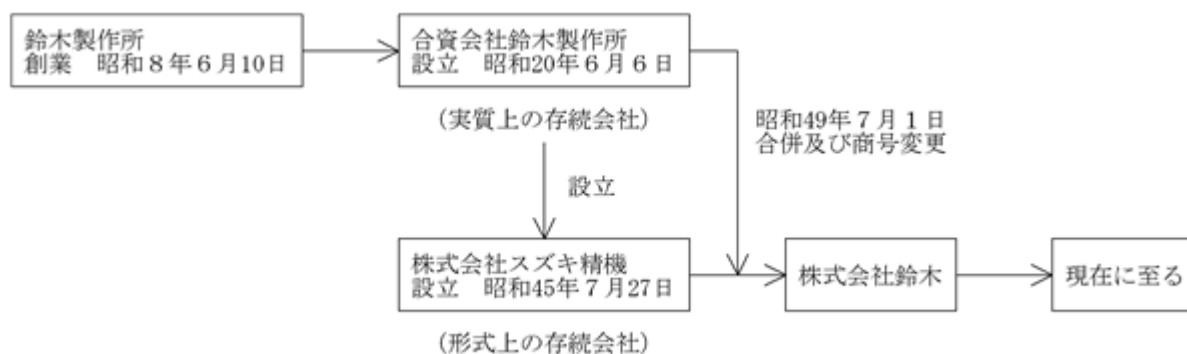 鈴木製作所
創業　昭和８年６月10日
合資会社鈴木製作所
設立　昭和20年６月６日
(実質上の存続会社)
昭和49年７月１日
合併及び商号変更
設立
株式会社スズキ精機
設立　昭和45年７月27日
(形式上の存続会社)
株式会社鈴木
現在に至る